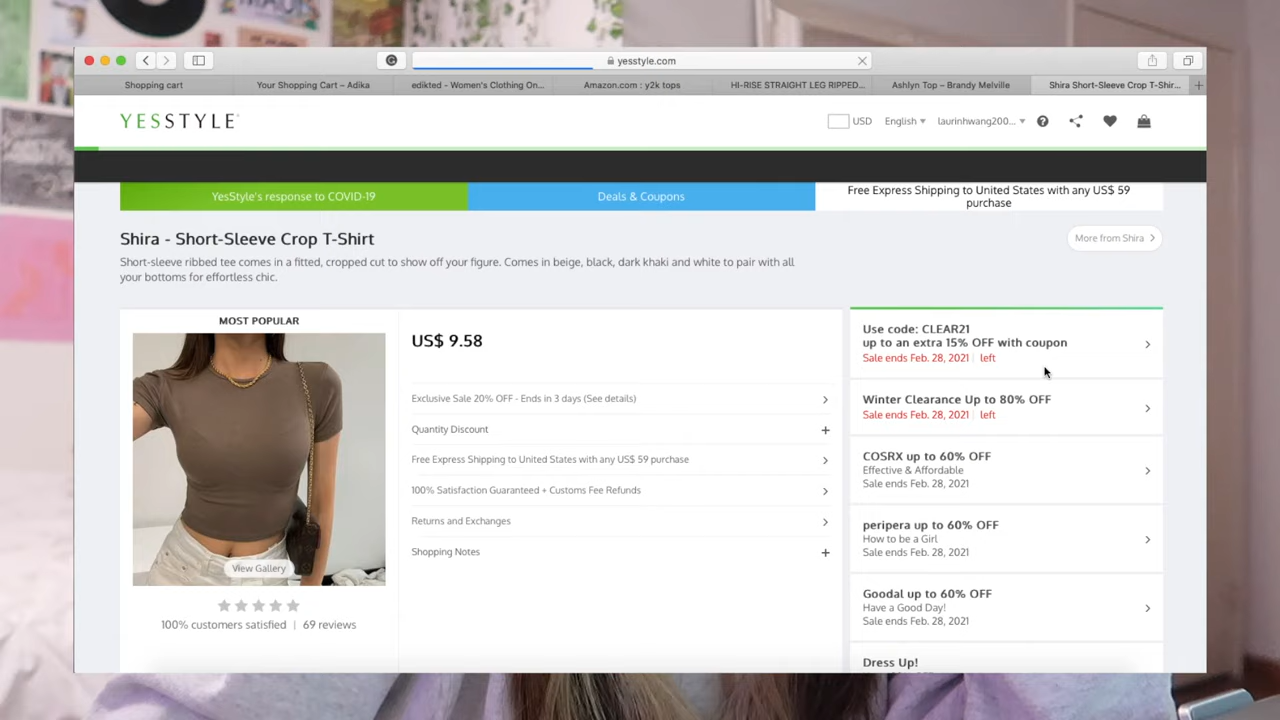 yesstyle.com
Shopping cart
Your Shopping Cart – Adika
edikted - Women's Clothing On...
Amazon.com : y2k tops
HI-RISE STRAIGHT LEG RIPPED...
Ashlyn Top – Brandy Melville
Shira Short-Sleeve Crop T-Shir...
YESSTYLE
USD
English
laurinhwang200...
YesStyle's response to COVID-19
Deals & Coupons
Free Express Shipping to United States with any US$ 59
purchase
Shira - Short-Sleeve Crop T-Shirt
More from Shira
Short-sleeve ribbed tee comes in a fitted, cropped cut to show off your figure. Comes in beige, black, dark khaki and white to pair with all
your bottoms for effortless chic.
MOST POPULAR
View Gallery
100% customers satisfied | 69 reviews
US$ 9.58
Exclusive Sale 20% OFF - Ends in 3 days (See details)
Quantity Discount
Free Express Shipping to United States with any US$ 59 purchase
100% Satisfaction Guaranteed + Customs Fee Refunds
Returns and Exchanges
Shopping Notes
Use code: CLEAR21
up to an extra 15% OFF with coupon
Sale ends Feb. 28, 2021 | left
Winter Clearance Up to 80% OFF
Sale ends Feb. 28, 2021 | left
COSRX up to 60% OFF
Effective & Affordable
Sale ends Feb. 28, 2021
peripera up to 60% OFF
How to be a Girl
Sale ends Feb. 28, 2021
Goodal up to 60% OFF
Have a Good Day!
Sale ends Feb. 28, 2021
Dress Up!